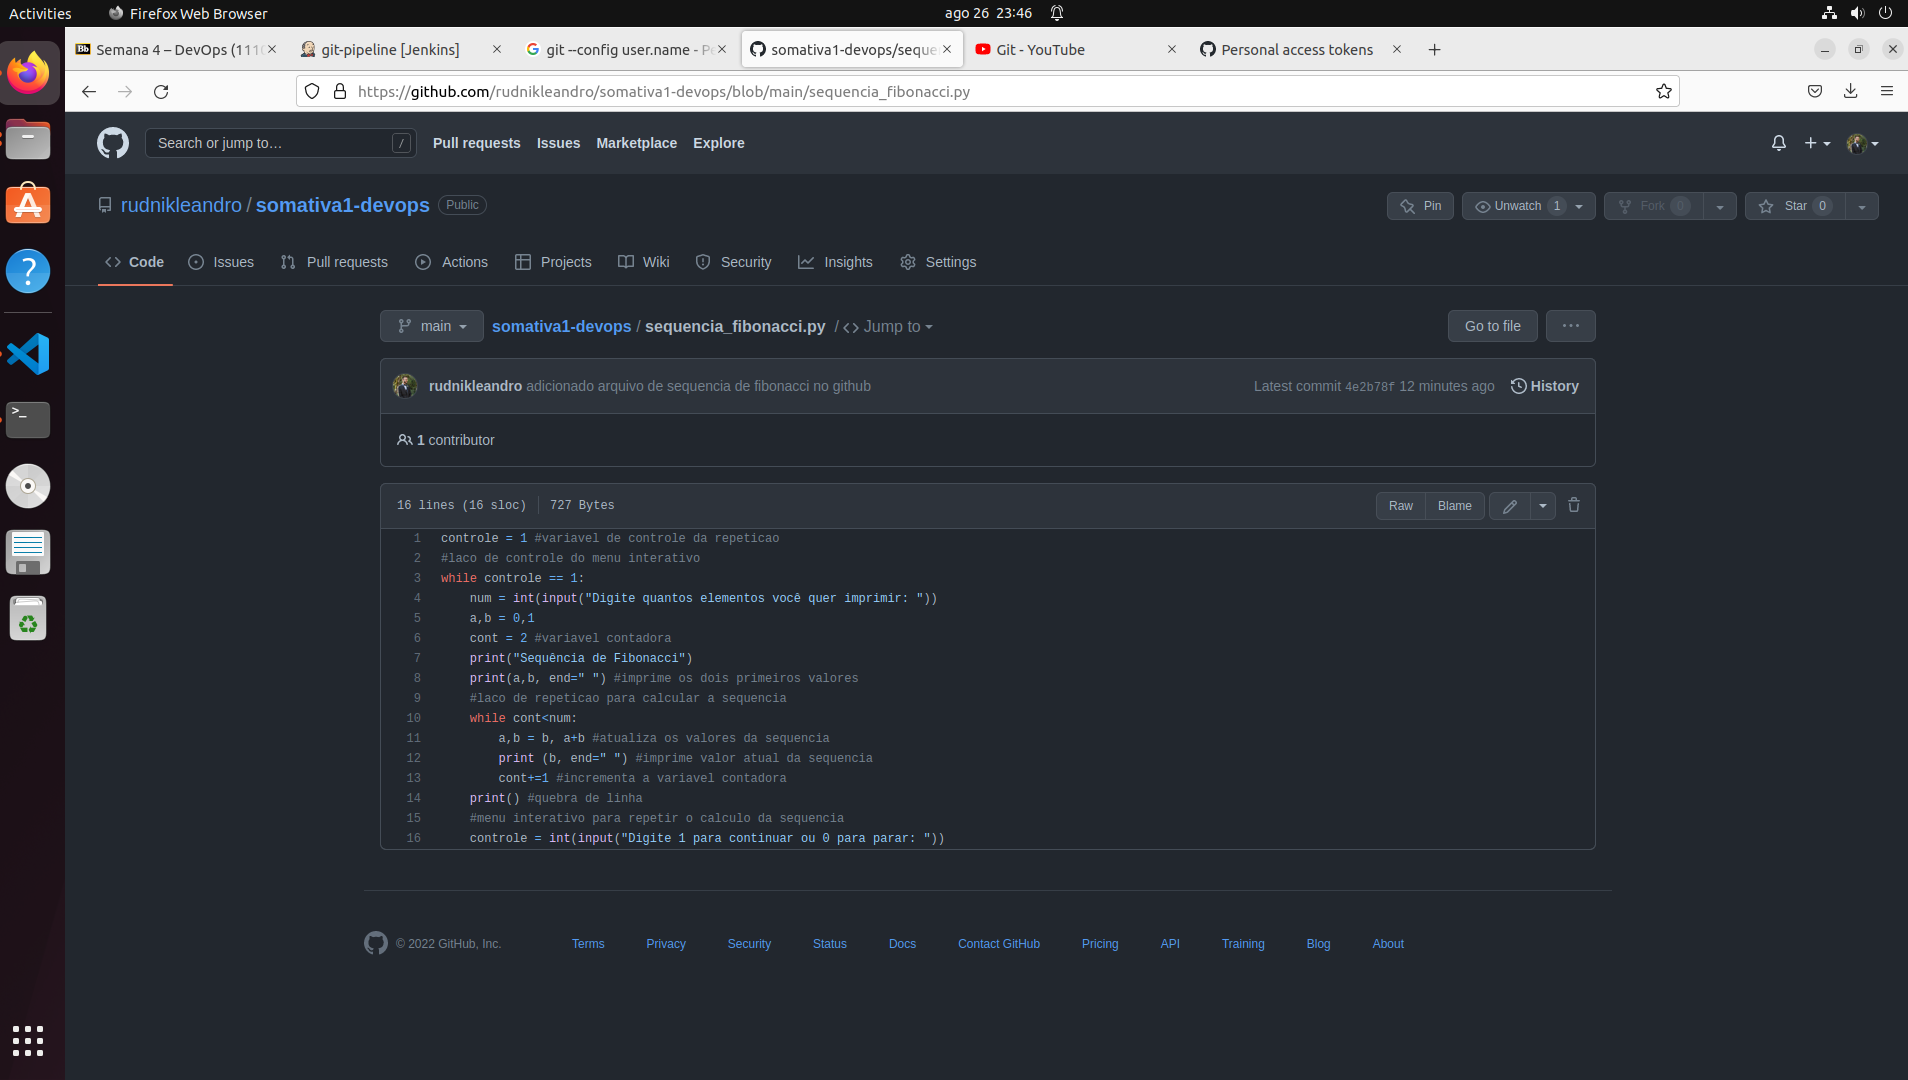 Activities Firefox Web Browser ago 26 23:46
Semana 4 – DevOps (1110 git-pipeline [Jenkins] git --config user.name - Pe somativa1-devops/seque Git - YouTube Personal access tokens
https://github.com/rudnikleandro/somativa1-devops/blob/main/sequencia_fibonacci.py
Search or jump to… / Pull requests Issues Marketplace Explore
rudnikleandro / somativa1-devops Public Pin Unwatch 1 Fork 0 Star 0
Code Issues Pull requests Actions Projects Wiki Security Insights Settings
main somativa1-devops / sequencia_fibonacci.py / Jump to Go to file ...
rudnikleandro adicionado arquivo de sequencia de fibonacci no github Latest commit 4e2b78f 12 minutes ago History
1 contributor
16 lines (16 sloc) 727 Bytes Raw Blame
1 controle = 1 #variavel de controle da repeticao
2 #laco de controle do menu interativo
3 while controle == 1:
4 num = int(input("Digite quantos elementos você quer imprimir: "))
5 a,b = 0,1
6 cont = 2 #variavel contadora
7 print("Sequência de Fibonacci")
8 print(a,b, end=" ") #imprime os dois primeiros valores
9 #laco de repeticao para calcular a sequencia
10 while cont<num:
11 a,b = b, a+b #atualiza os valores da sequencia
12 print (b, end=" ") #imprime valor atual da sequencia
13 cont+=1 #incrementa a variavel contadora
14 print() #quebra de linha
15 #menu interativo para repetir o calculo da sequencia
16 controle = int(input("Digite 1 para continuar ou 0 para parar: "))
© 2022 GitHub, Inc. Terms Privacy Security Status Docs Contact GitHub Pricing API Training Blog About